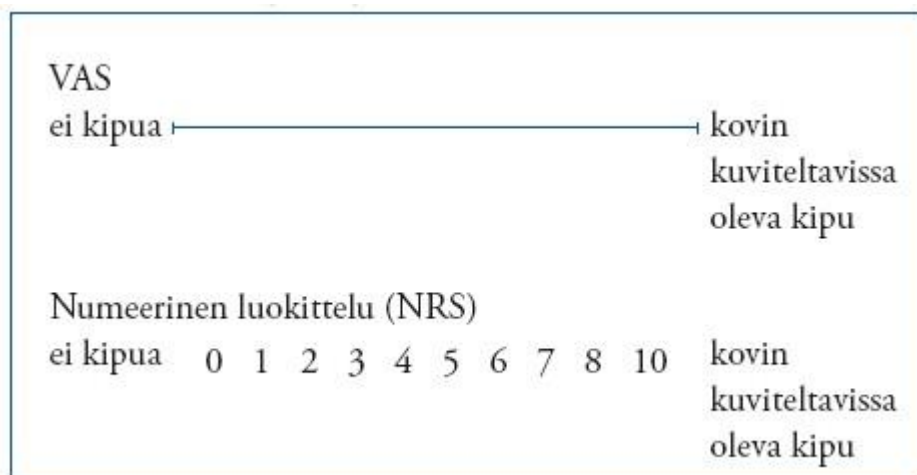 VAS
ei kipua kovin
kuviteltavissa
oleva kipu
Numeerinen luokittelu (NRS)
ei kipua 0 1 2 3 4 5 6 7 8 10 kovin
kuviteltavissa
oleva kipu